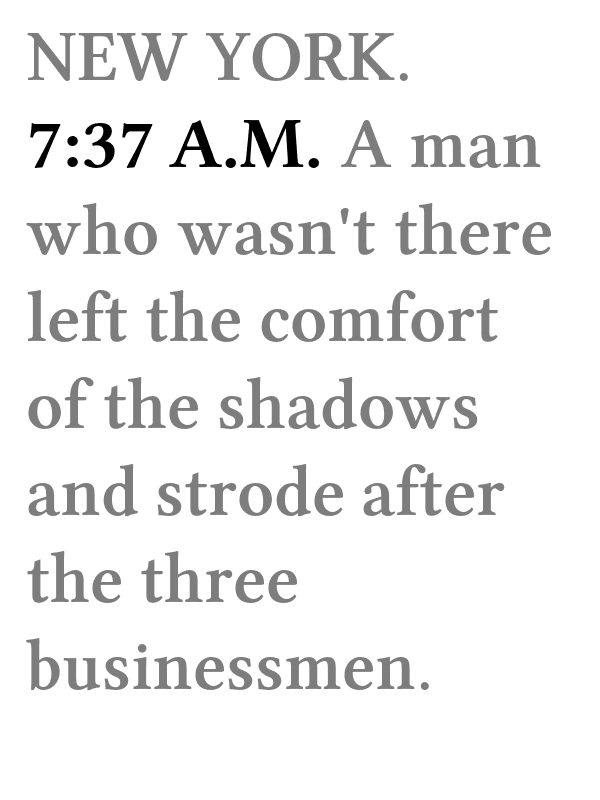 NEW YORK.
7:37 A.M. A man
who wasn't there
left the comfort
of the shadows
and strode after
the three
businessmen.